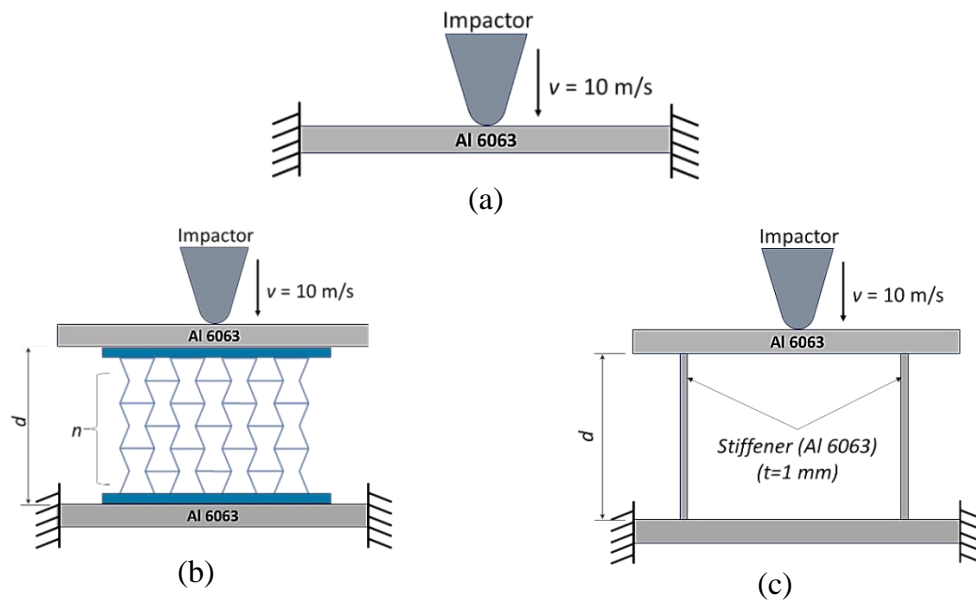 Impactor
v = 10 m/s
Al 6063
(a)
Impactor
v = 10 m/s
Al 6063
d
n
Al 6063
(b)
Impactor
v = 10 m/s
Al 6063
d
Stiffener (Al 6063)
(t=1 mm)
(c)